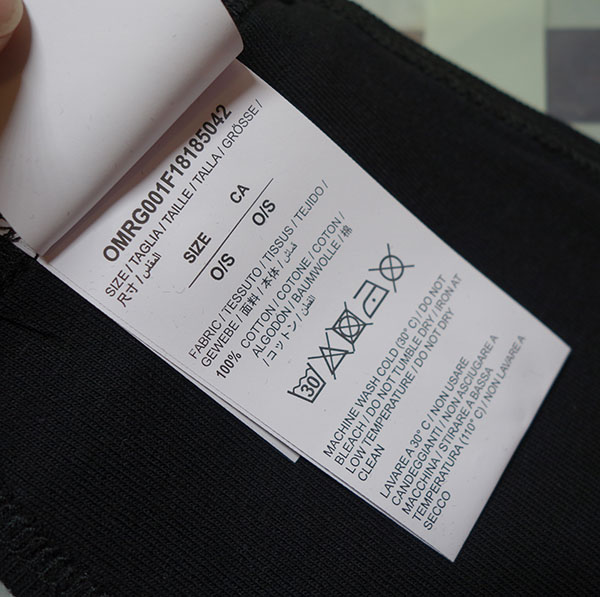 OMRG001F18185042
SIZE / TAGLIA / TAILLE / TALLA / GRÖSSE /
尺寸 / المقاس
SIZE CA
O/S O/S
FABRIC / TESSUTO / TISSUS / TEJIDO /
GEWEBE / 面料 / 本体 / قماش
100% COTTON / COTONE / COTON /
ALGODON / BAUMWOLLE / 棉
/ コットン / القطن
30
MACHINE WASH COLD (30° C) / DO NOT
BLEACH / DO NOT TUMBLE DRY / IRON AT
LOW TEMPERATURE / DO NOT DRY
CLEAN
LAVARE A 30° C / NON USARE
CANDEGGIANTI / NON ASCIUGARE A
MACCHINA / STIRARE A BASSA
TEMPERATURA (110° C) / NON LAVARE A
SECCO